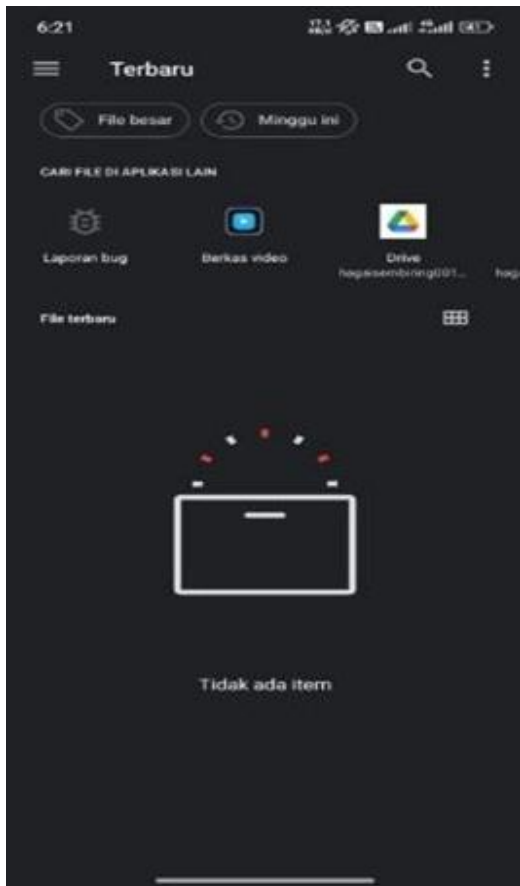 6:21
Terbaru
File besar
Minggu ini
CARI FILE DI APLIKASI LAIN
Laporan bug
Berkas video
Drive
File terbaru
Tidak ada item